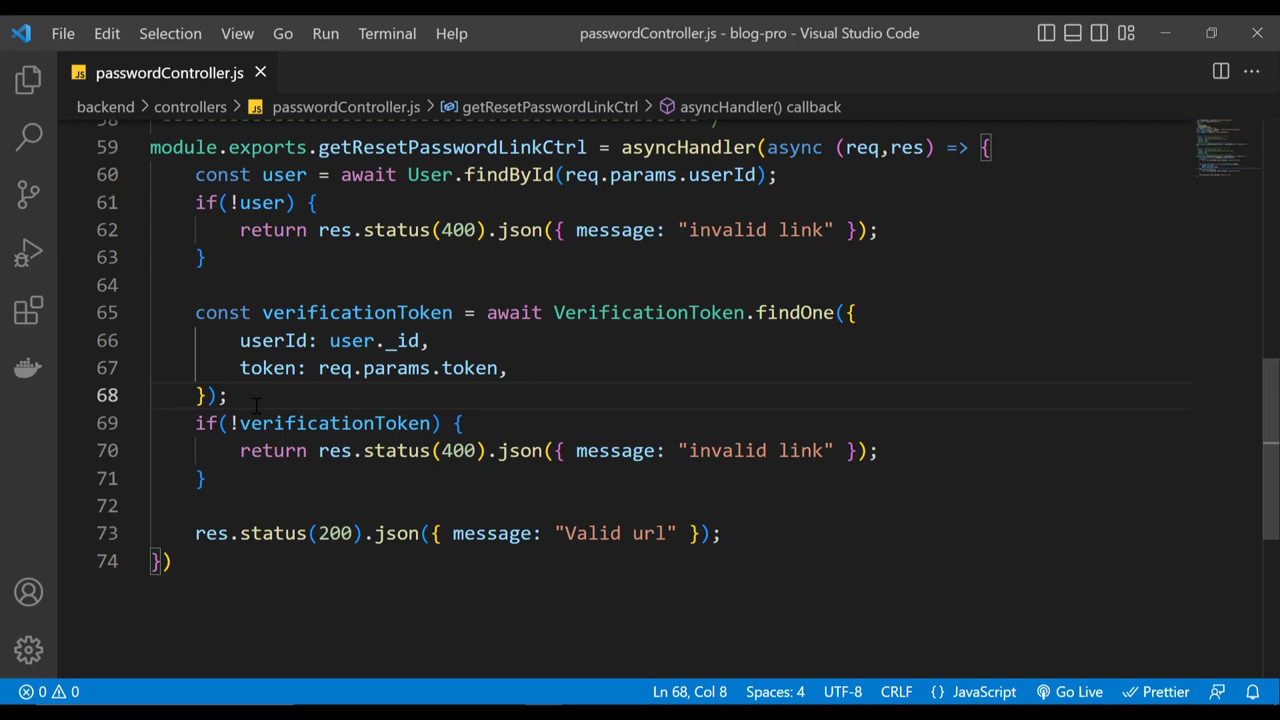 File Edit Selection View Go Run Terminal Help passwordController.js - blog-pro - Visual Studio Code
JS passwordController.js
backend > controllers > JS passwordController.js > getResetPasswordLinkCtrl > asyncHandler() callback
59 module.exports.getResetPasswordLinkCtrl = asyncHandler(async (req,res) => {
60 const user = await User.findById(req.params.userId);
61 if(!user) {
62 return res.status(400).json({ message: "invalid link" });
63 }
64
65 const verificationToken = await VerificationToken.findOne({
66 userId: user._id,
67 token: req.params.token,
68 });
69 if(!verificationToken) {
70 return res.status(400).json({ message: "invalid link" });
71 }
72
73 res.status(200).json({ message: "Valid url" });
74 })
0 0 Ln 68, Col 8 Spaces: 4 UTF-8 CRLF {} JavaScript Go Live Prettier